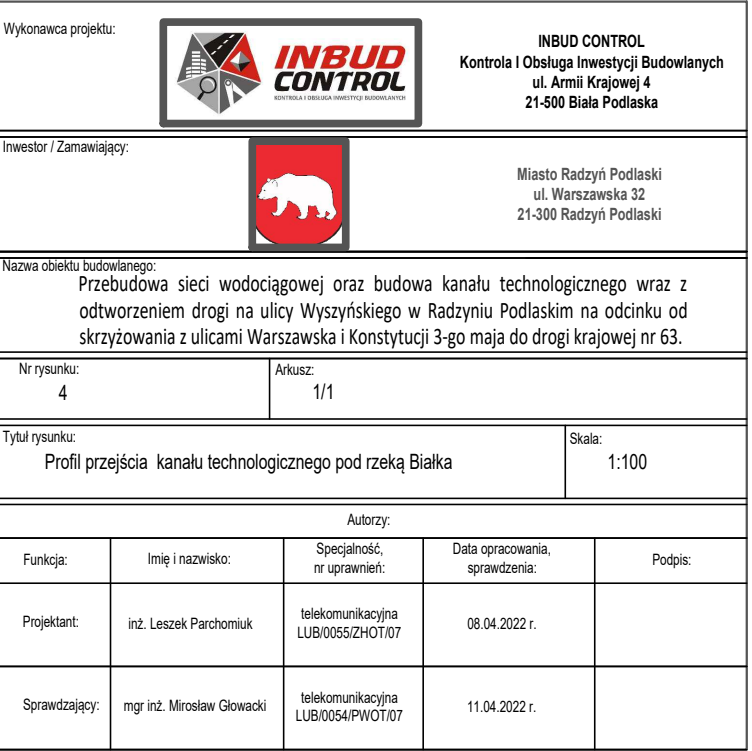 Wykonawca projektu:
INBUD
CONTROL
KONTROLA I OBSŁUGA INWESTYCJI BUDOWLANYCH
INBUD CONTROL
Kontrola I Obsługa Inwestycji Budowlanych
ul. Armii Krajowej 4
21-500 Biała Podlaska
Inwestor / Zamawiający:
Miasto Radzyń Podlaski
ul. Warszawska 32
21-300 Radzyń Podlaski
Nazwa obiektu budowlanego:
Przebudowa sieci wodociągowej oraz budowa kanału technologicznego wraz z
odtworzeniem drogi na ulicy Wyszyńskiego w Radzyniu Podlaskim na odcinku od
skrzyżowania z ulicami Warszawska i Konstytucji 3-go maja do drogi krajowej nr 63.
Nr rysunku:
4
Arkusz:
1/1
Tytuł rysunku:
Profil przejścia kanału technologicznego pod rzeką Białka
Skala:
1:100
Autorzy:
Funkcja:
Imię i nazwisko:
Specjalność,
nr uprawnień:
Data opracowania,
sprawdzenia:
Podpis:
Projektant:
inż. Leszek Parchomiuk
telekomunikacyjna
LUB/0055/ZHOT/07
08.04.2022 r.
Sprawdzający:
mgr inż. Mirosław Głowacki
telekomunikacyjna
LUB/0054/PWOT/07
11.04.2022 r.